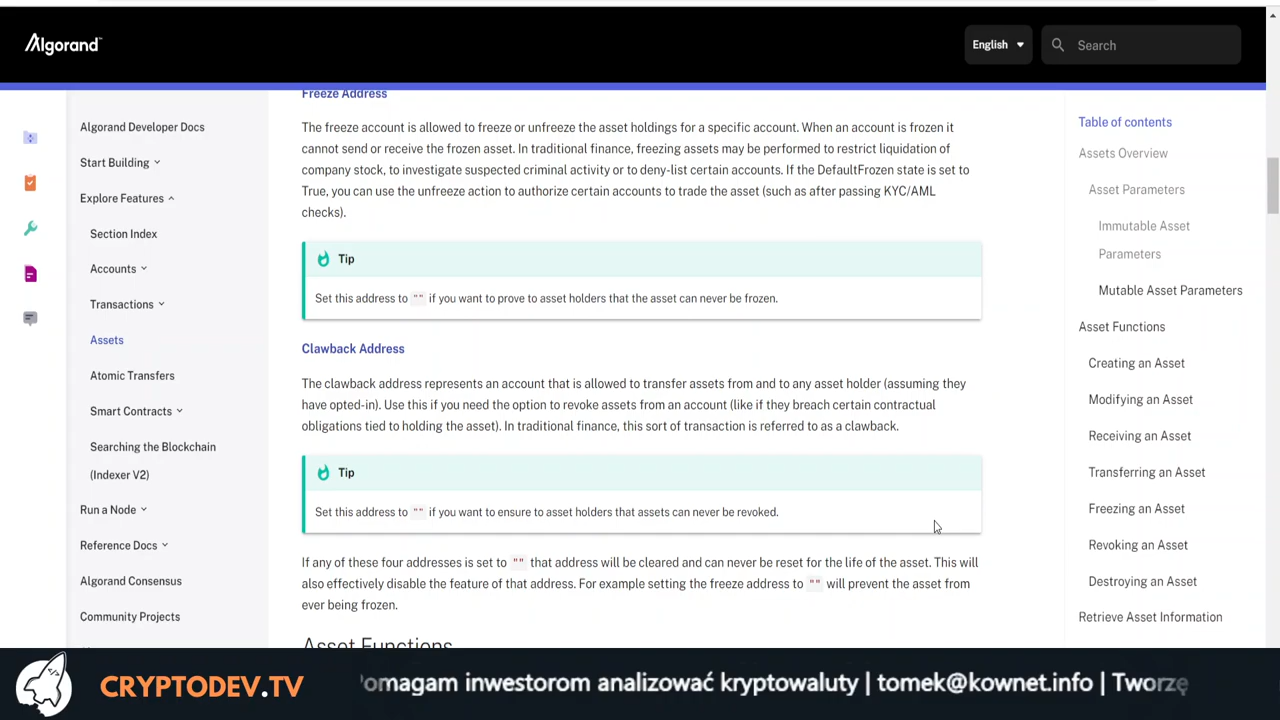 Algorand
English
Search
Freeze Address
The freeze account is allowed to freeze or unfreeze the asset holdings for a specific account. When an account is frozen it
cannot send or receive the frozen asset. In traditional finance, freezing assets may be performed to restrict liquidation of
company stock, to investigate suspected criminal activity or to deny-list certain accounts. If the DefaultFrozen state is set to
True, you can use the unfreeze action to authorize certain accounts to trade the asset (such as after passing KYC/AML
checks).
Tip
Set this address to "" if you want to prove to asset holders that the asset can never be frozen.
Clawback Address
The clawback address represents an account that is allowed to transfer assets from and to any asset holder (assuming they
have opted-in). Use this if you need the option to revoke assets from an account (like if they breach certain contractual
obligations tied to holding the asset). In traditional finance, this sort of transaction is referred to as a clawback.
Tip
Set this address to "" if you want to ensure to asset holders that assets can never be revoked.
If any of these four addresses is set to "" that address will be cleared and can never be reset for the life of the asset. This will
also effectively disable the feature of that address. For example setting the freeze address to "" will prevent the asset from
ever being frozen.
Asset Functions
Algorand Developer Docs
Start Building
Explore Features
Section Index
Accounts
Transactions
Assets
Atomic Transfers
Smart Contracts
Searching the Blockchain
(Indexer V2)
Run a Node
Reference Docs
Algorand Consensus
Community Projects
Table of contents
Assets Overview
Asset Parameters
Immutable Asset
Parameters
Mutable Asset Parameters
Asset Functions
Creating an Asset
Modifying an Asset
Receiving an Asset
Transferring an Asset
Freezing an Asset
Revoking an Asset
Destroying an Asset
Retrieve Asset Information
CRYPTODEV.TV
Pomagam inwestorom analizować kryptowaluty | tomek@kownet.info | Tworzę